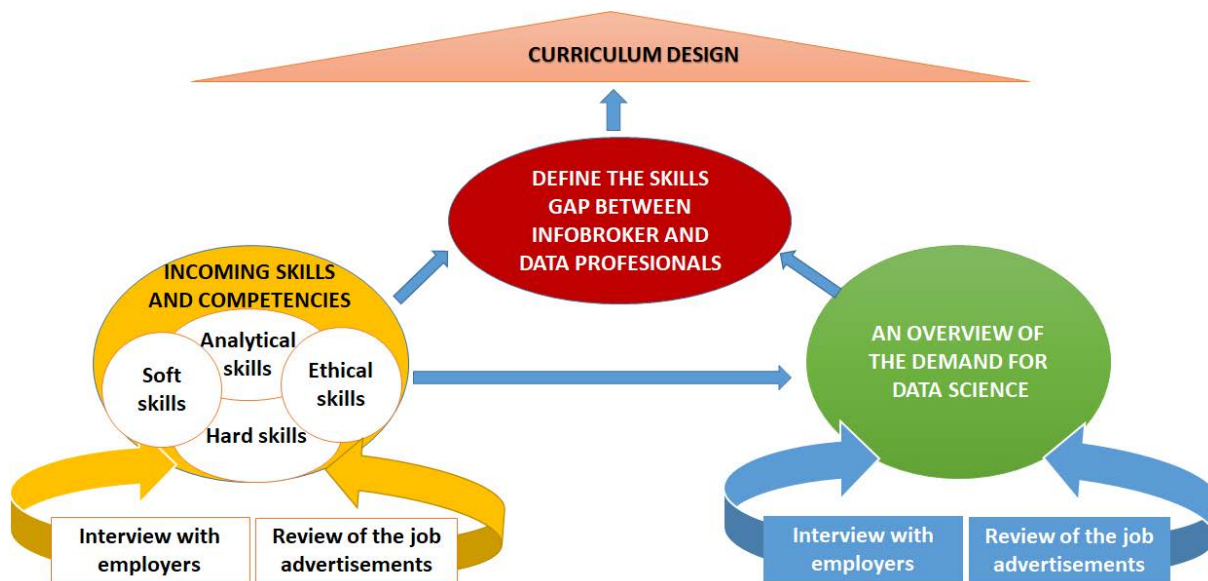 CURRICULUM DESIGN
DEFINE THE SKILLS
GAP BETWEEN
INFOBROKER AND
DATA PROFESIONALS
INCOMING SKILLS
AND COMPETENCIES
Analytical
skills
Soft
skills
Ethical
skills
Hard skills
AN OVERVIEW OF
THE DEMAND FOR
DATA SCIENCE
Interview with
employers
Review of the job
advertisements
Interview with
employers
Review of the job
advertisements